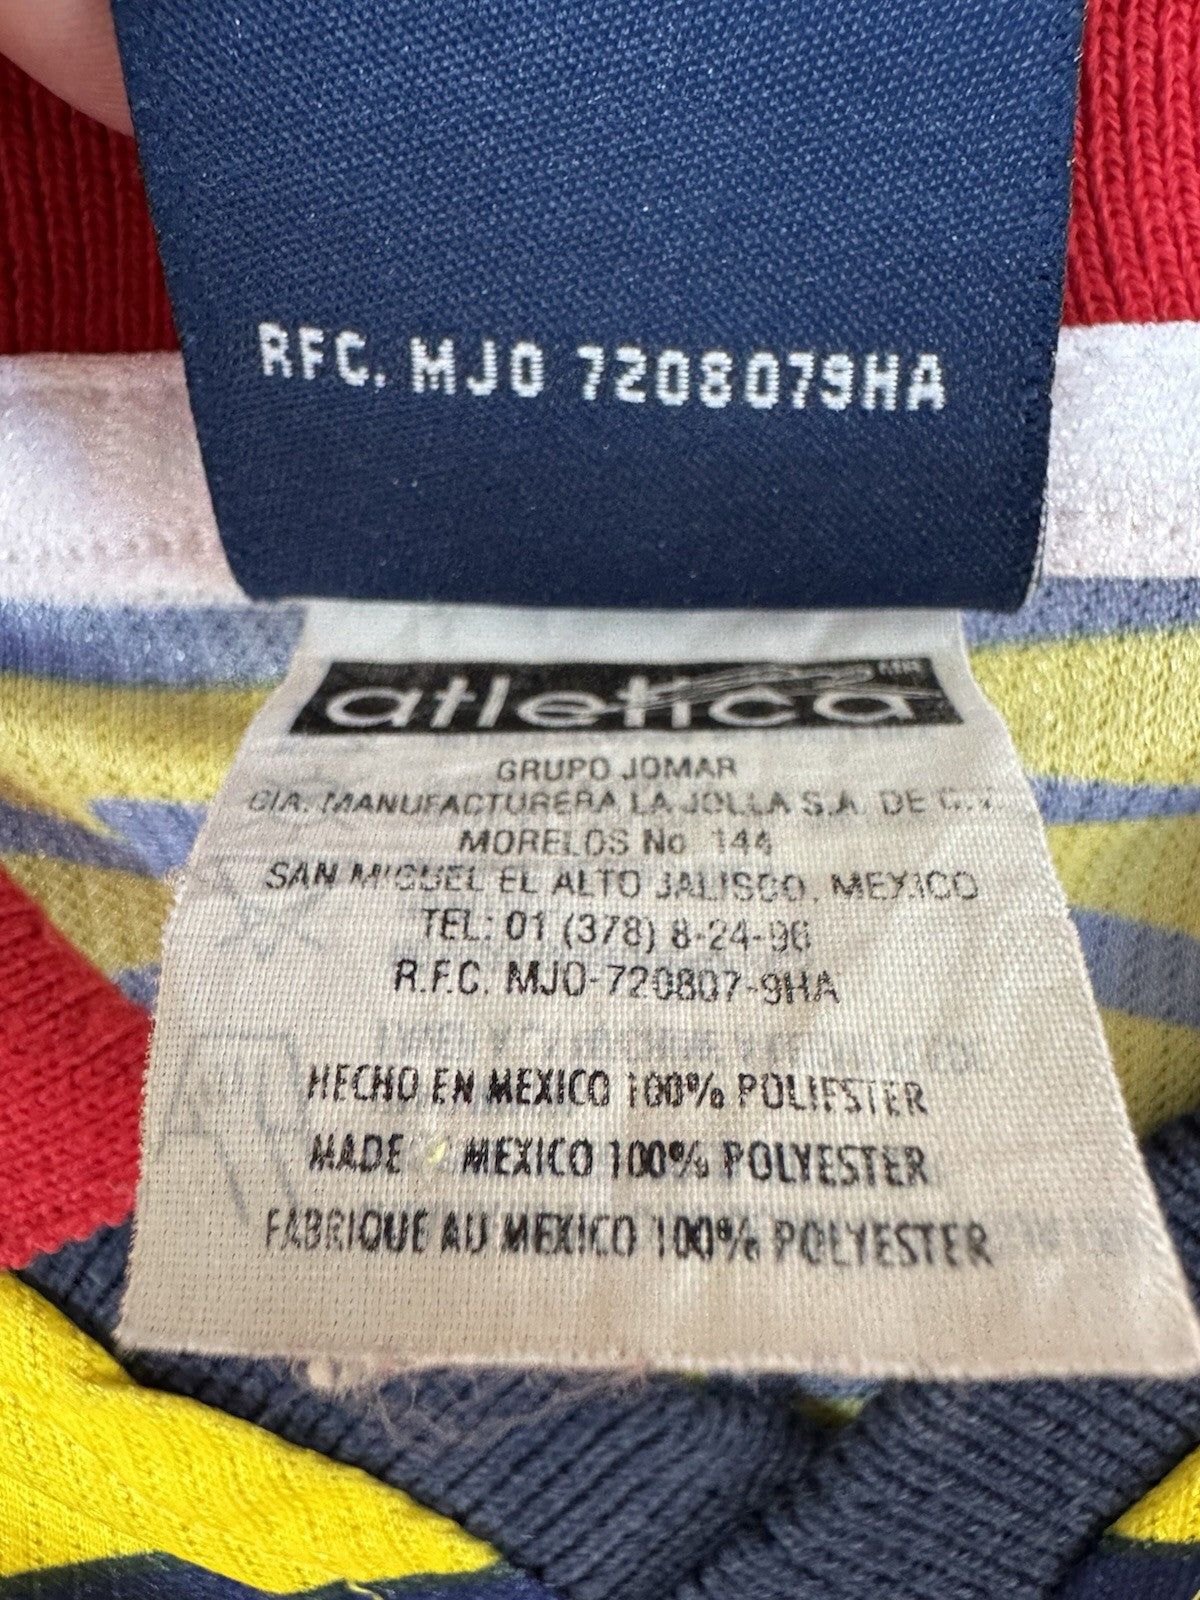 RFC. MJO 7208079HA
atletica MR
GRUPO JOMAR
CIA. MANUFACTURERA LA JOLLA S.A. DE C.V.
MORELOS No 144
SAN MIGUEL EL ALTO JALISCO, MEXICO
TEL: 01 (378) 8-24-96
R.F.C. MJO-720807-9HA
HECHO EN MEXICO 100% POLIESTER
MADE MEXICO 100% POLYESTER
FABRIQUE AU MEXICO 100% POLYESTER